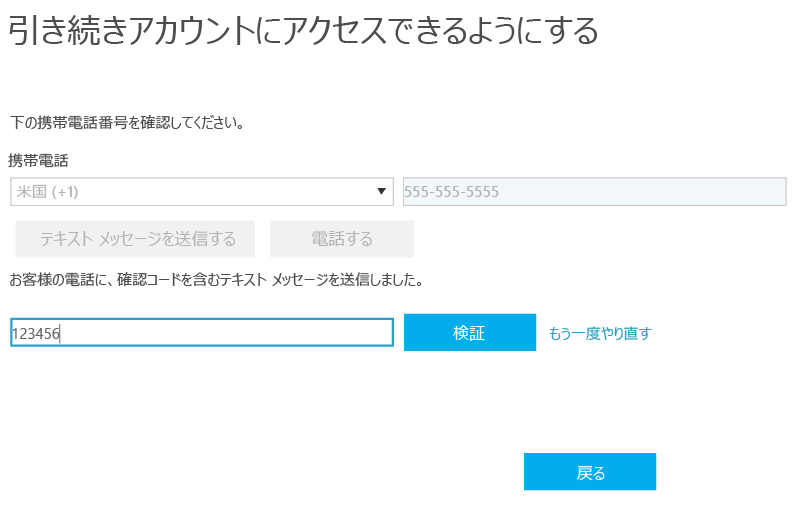 引き続きアカウントにアクセスできるようにする
下の携帯電話番号を確認してください。
携帯電話
米国 (+1) 555-555-5555
テキスト メッセージを送信する 電話する
お客様の電話に、確認コードを含むテキスト メッセージを送信しました。
123456 検証 もう一度やり直す
戻る